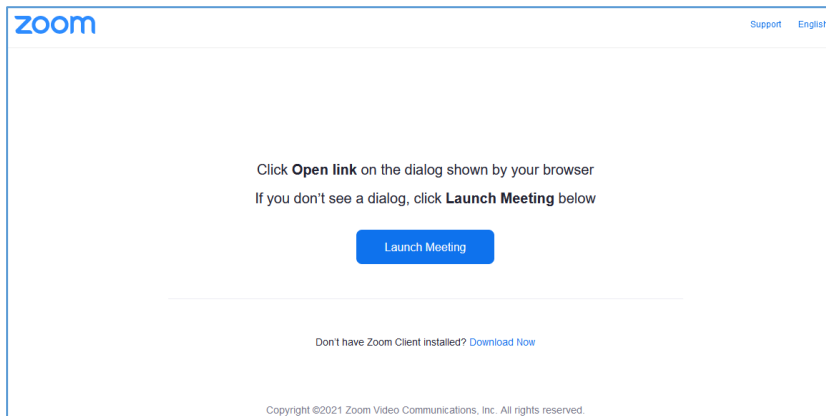 zoom
Support English
Click Open link on the dialog shown by your browser
If you don't see a dialog, click Launch Meeting below
Launch Meeting
Don't have Zoom Client installed? Download Now
Copyright ©2021 Zoom Video Communications, Inc. All rights reserved.